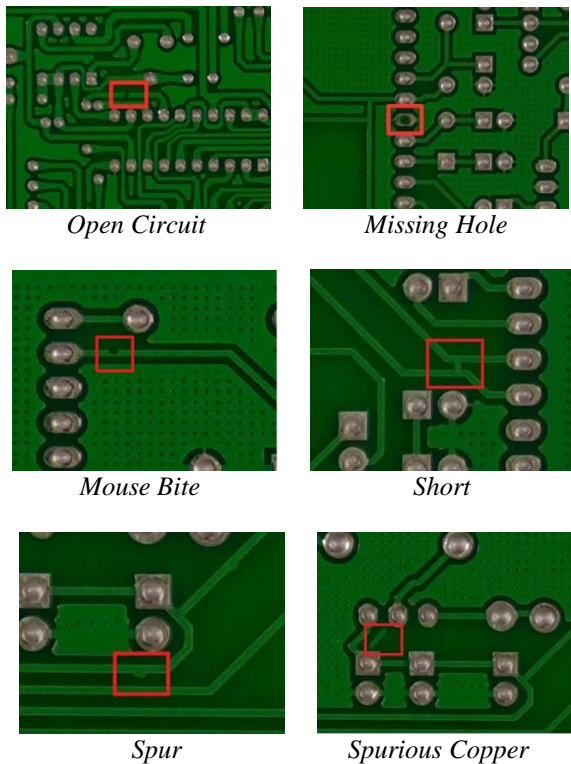 Open Circuit
Missing Hole
Mouse Bite
Short
Spur
Spurious Copper